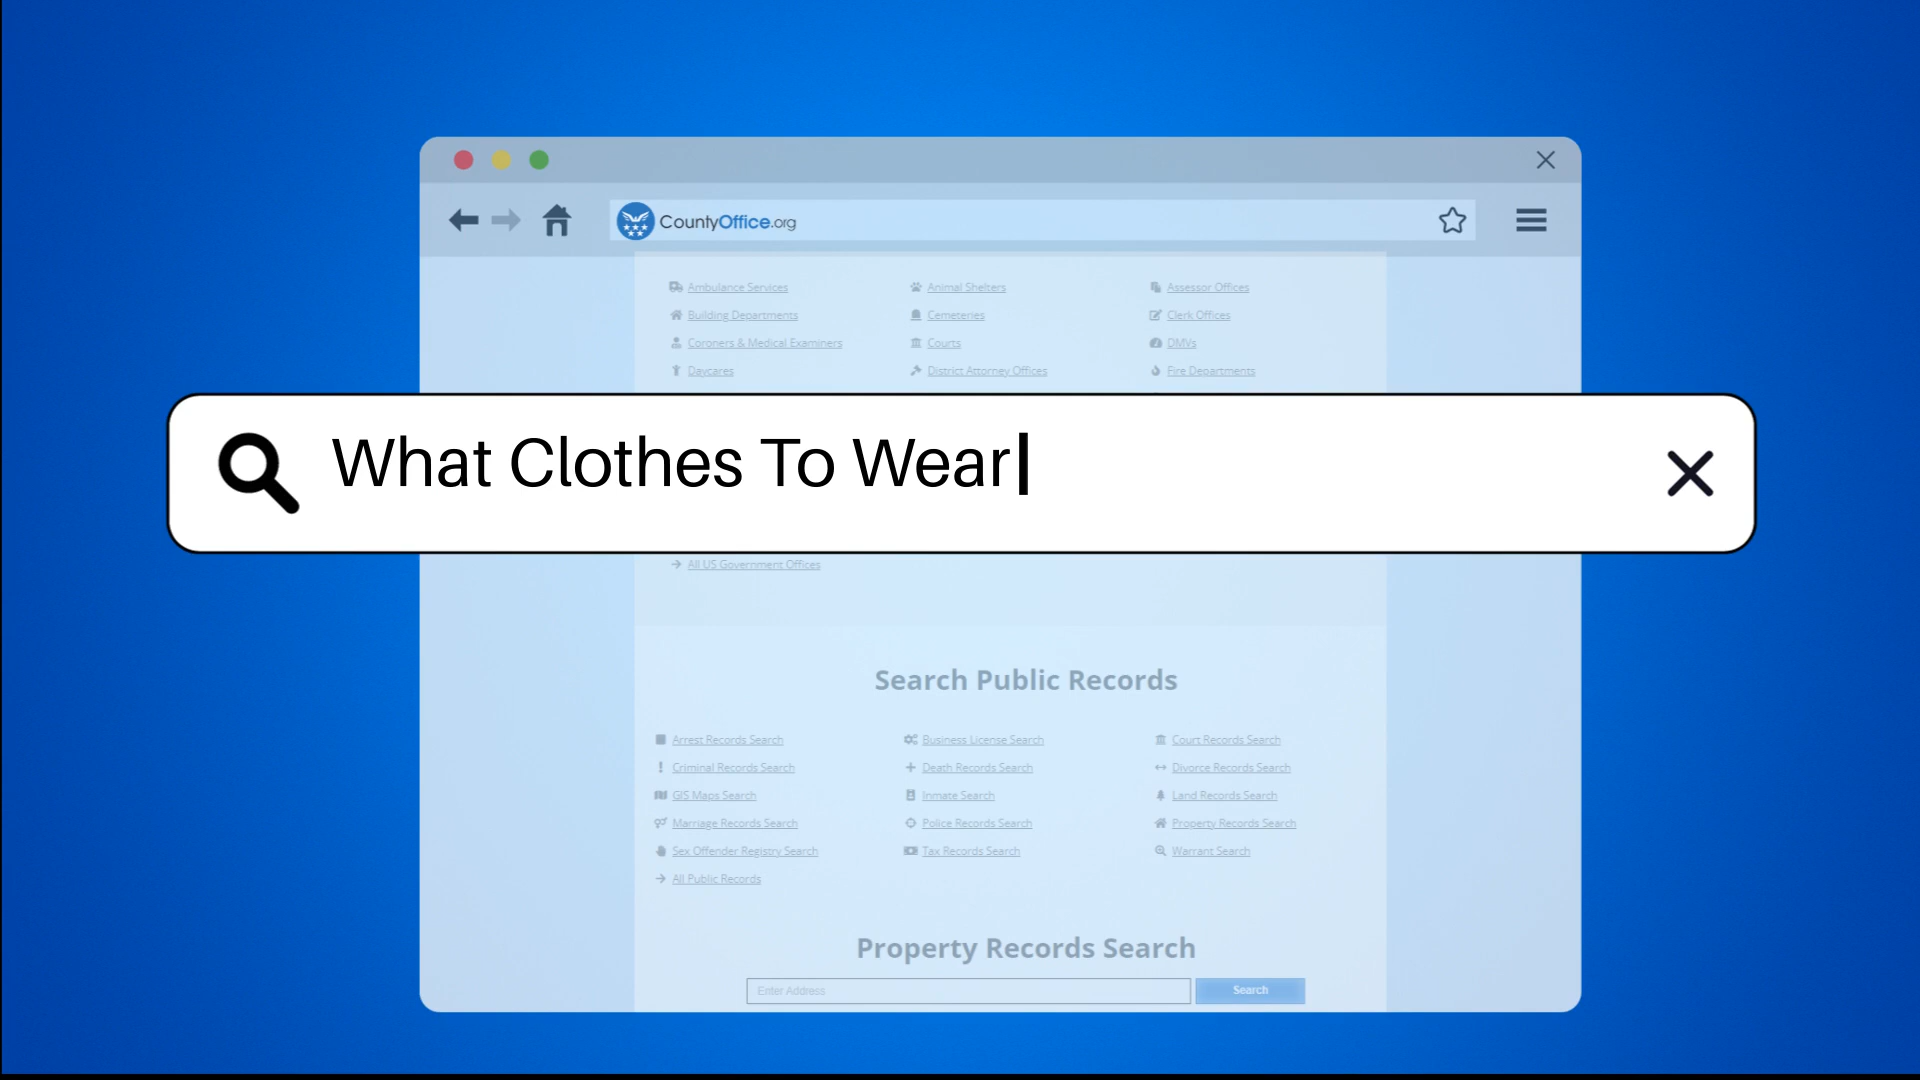 CountyOffice.org
Ambulance Services Animal Shelters Assessor Offices
Building Departments Cemeteries Clerk Offices
Coroners & Medical Examiners Courts DMVs
Daycares District Attorney Offices Fire Departments
What Clothes To Wear
All US Government Offices
Search Public Records
Arrest Records Search Business License Search Court Records Search
Criminal Records Search Death Records Search Divorce Records Search
GIS Maps Search Inmate Search Land Records Search
Marriage Records Search Police Records Search Property Records Search
Sex Offender Registry Search Tax Records Search Warrant Search
All Public Records
Property Records Search
Enter Address Search